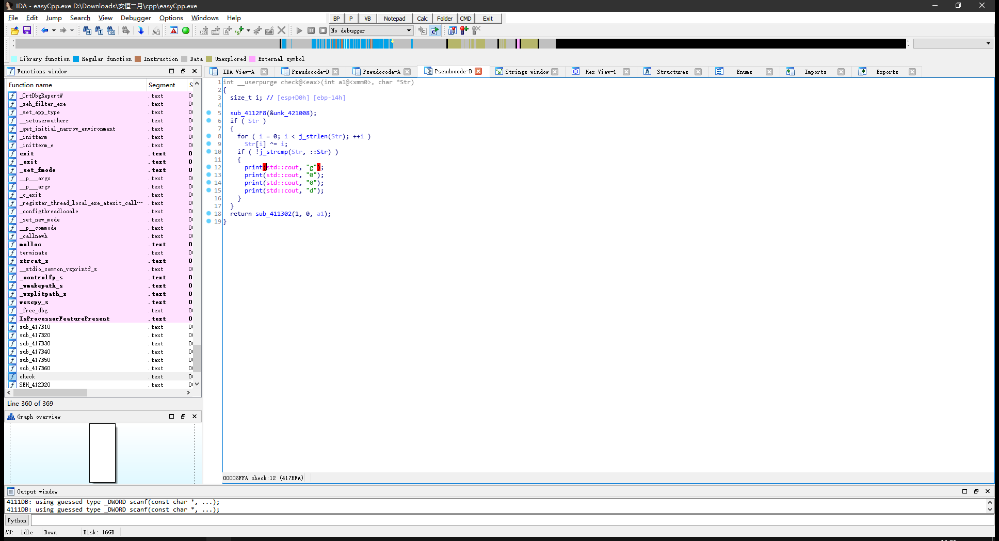 IDA - easyCpp.exe D:\Downloads\安恒二月\cpp\easyCpp.exe
File Edit Jump Search View Debugger Options Windows Help
BP P VB Notepad Calc Folder CMD Exit
No debugger
Library function Regular function Instruction Data Unexplored External symbol
Functions window
IDA View-A Pseudocode-D Pseudocode-A Pseudocode-B Strings window Hex View-1 Structures Enums Imports Exports
Function name Segment S
_CrtDbgReportW .text 0
_seh_filter_exe .text 0
_set_app_type .text 0
__setusermatherr .text 0
_get_initial_narrow_environment .text 0
_initterm .text 0
_initterm_e .text 0
exit .text 0
_exit .text 0
_set_fmode .text 0
__p___argc .text 0
__p___argv .text 0
_c_exit .text 0
_register_thread_local_exe_atexit_call… .text 0
_configthreadlocale .text 0
_set_new_mode .text 0
__p__commode .text 0
_callnewh .text 0
malloc .text 0
terminate .text 0
strcat_s .text 0
__stdio_common_vsprintf_s .text 0
_controlfp_s .text 0
_wmakepath_s .text 0
_wsplitpath_s .text 0
wcscpy_s .text 0
_free_dbg .text 0
IsProcessorFeaturePresent .text 0
sub_417B10 .text 0
sub_417B20 .text 0
sub_417B30 .text 0
sub_417B40 .text 0
sub_417B50 .text 0
sub_417B60 .text 0
check .text 0
SEH_412D20 .text 0
Line 360 of 369
Graph overview
1 int __userpurge check@<eax>(int a1@<xmm0>, char *Str)
2 {
3 size_t i; // [esp+D0h] [ebp-14h]
4
5 sub_4112F8(&unk_421008);
6 if ( Str )
7 {
8 for ( i = 0; i < j_strlen(Str); ++i )
9 Str[i] ^= i;
10 if ( !j_strcmp(Str, ::Str) )
11 {
12 print(std::cout, "g");
13 print(std::cout, "0");
14 print(std::cout, "0");
15 print(std::cout, "d");
16 }
17 }
18 return sub_411302(1, 0, a1);
19 }
00006FFA check:12 (417BFA)
Output window
4111DB: using guessed type _DWORD scanf(const char *, ...);
4111DB: using guessed type _DWORD scanf(const char *, ...);
Python
AU: idle Down Disk: 16GB